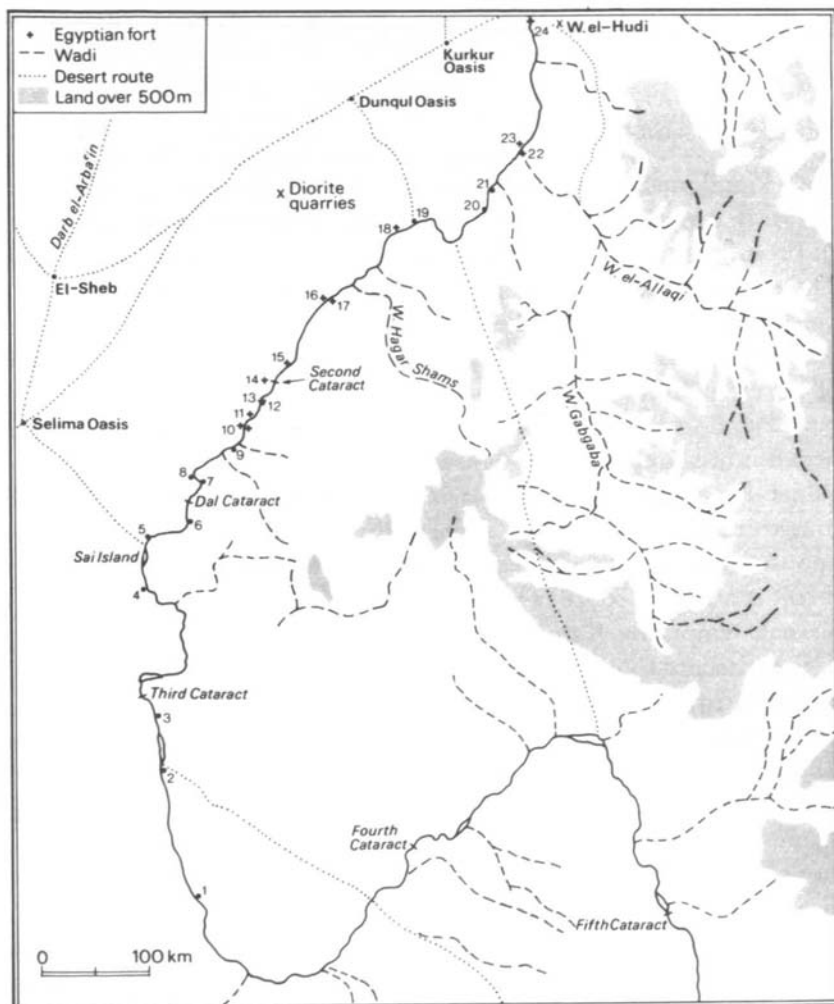 Egyptian fort
Wadi
Desert route
Land over 500m
24
W. el-Hudi
Kurkur
Oasis
Dunqul Oasis
Darb el-Arbaʿin
23
22
Diorite
quarries
21
20
19
18
El-Sheb
W. el-Allaqi
16
17
W. Hagar Shams
15
Second
Cataract
14
13
12
11
10
Selima Oasis
W. Gabgaba
9
8
7
Dal Cataract
6
5
Sai Island
4
Third Cataract
3
2
Fourth
Cataract
1
Fifth Cataract
0
100 km